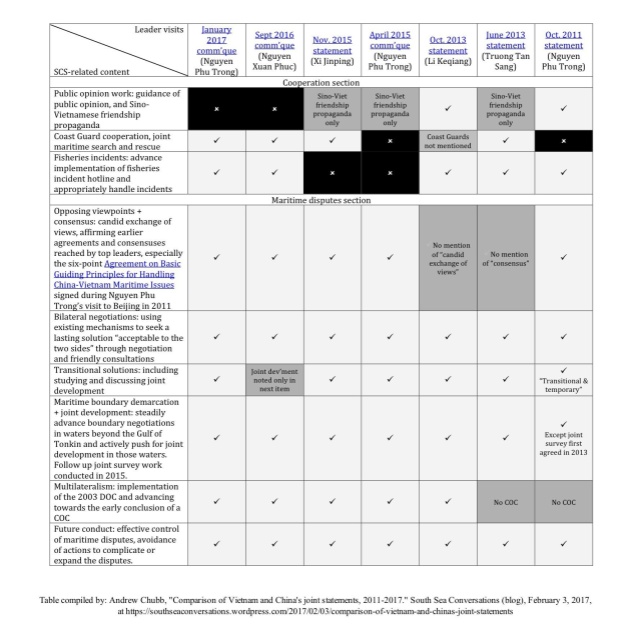 Leader visits
SCS-related content
January
2017
comm'que
(Nguyen
Phu Trong)
Sept 2016
comm'que
(Nguyen
Xuan Phuc)
Nov. 2015
statement
(Xi Jinping)
April 2015
comm'que
(Nguyen
Phu Trong)
Oct. 2013
statement
(Li Keqiang)
June 2013
statement
(Truong Tan
Sang)
Oct. 2011
statement
(Nguyen
Phu Trong)
Cooperation section
Public opinion work: guidance of
public opinion, and Sino-
Vietnamese friendship
propaganda
×
×
Sino-Viet
friendship
propaganda
only
Sino-Viet
friendship
propaganda
only
✓
Sino-Viet
friendship
propaganda
only
✓
Coast Guard cooperation, joint
maritime search and rescue
✓
✓
✓
×
Coast Guards
not mentioned
✓
×
Fisheries incidents: advance
implementation of fisheries
incident hotline and
appropriately handle incidents
✓
✓
×
×
✓
✓
✓
Maritime disputes section
Opposing viewpoints +
consensus: candid exchange of
views, affirming earlier
agreements and consensuses
reached by top leaders, especially
the six-point Agreement on Basic
Guiding Principles for Handling
China-Vietnam Maritime Issues
signed during Nguyen Phu
Trong's visit to Beijing in 2011
✓
✓
✓
✓
No mention
of "candid
exchange of
views"
No mention
of "consensus"
✓
Bilateral negotiations: using
existing mechanisms to seek a
lasting solution "acceptable to the
two sides" through negotiation
and friendly consultations
✓
✓
✓
✓
✓
✓
✓
Transitional solutions: including
studying and discussing joint
development
✓
Joint dev'ment
noted only in
next item
✓
✓
✓
✓
✓
"Transitional &
temporary"
Maritime boundary demarcation
+ joint development: steadily
advance boundary negotiations
in waters beyond the Gulf of
Tonkin and actively push for joint
development in those waters.
Follow up joint survey work
conducted in 2015.
✓
✓
✓
✓
✓
✓
✓
Except joint
survey first
agreed in 2013
Multilateralism: implementation
of the 2003 DOC and advancing
towards the early conclusion of a
COC
✓
✓
✓
✓
✓
No COC
No COC
Future conduct: effective control
of maritime disputes, avoidance
of actions to complicate or
expand the disputes.
✓
✓
✓
✓
✓
✓
✓
Table compiled by: Andrew Chubb, "Comparison of Vietnam and China's joint statements, 2011-2017." South Sea Conversations (blog), February 3, 2017,
at https://southseaconversations.wordpress.com/2017/02/03/comparison-of-vietnam-and-chinas-joint-statements